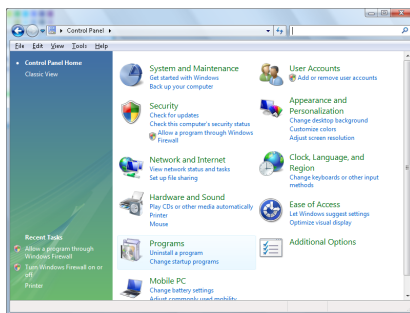 Control Panel
File Edit View Tools Help
Control Panel Home
Classic View
System and Maintenance
Get started with Windows
Back up your computer
Security
Check for updates
Check this computer's security status
Allow a program through Windows
Firewall
Network and Internet
View network status and tasks
Set up file sharing
Hardware and Sound
Play CDs or other media automatically
Printer
Mouse
Programs
Uninstall a program
Change startup programs
Mobile PC
Change battery settings
Adjust commonly used mobility
User Accounts
Add or remove user accounts
Appearance and
Personalization
Change desktop background
Customize colors
Adjust screen resolution
Clock, Language, and
Region
Change keyboards or other input
methods
Ease of Access
Let Windows suggest settings
Optimize visual display
Additional Options
Recent Tasks
Allow a program through
Windows Firewall
Turn Windows Firewall on or
off
Printer